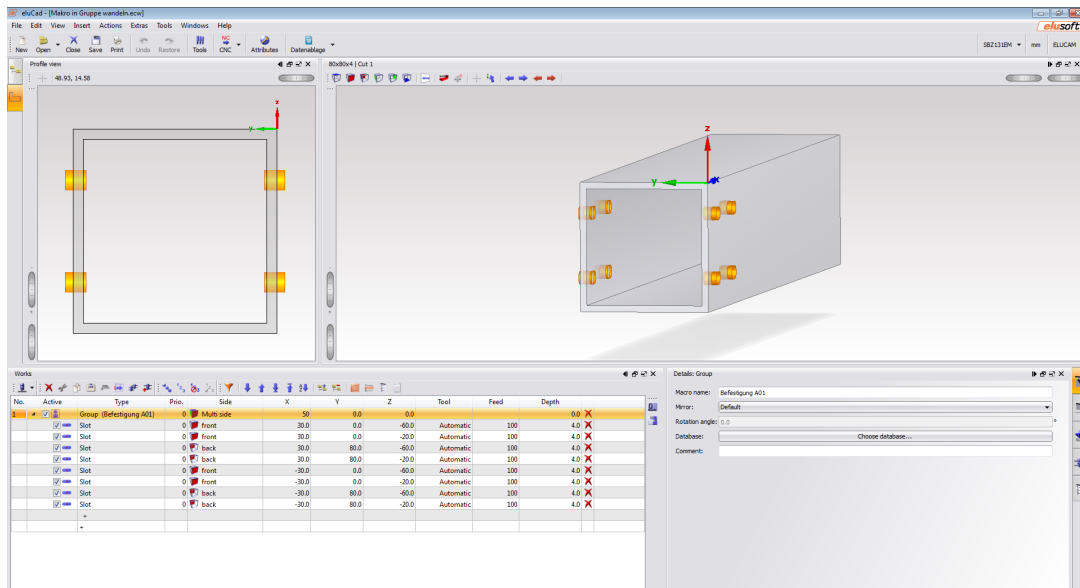 eluCad - [Makro in Gruppe wandeln.ecw]
File Edit View Insert Actions Extras Tools Windows Help
elusoft
New Open Close Save Print Undo Restore Tools CNC Attributes Datenablage SBZ131EM mm ELUCAM
Profile view
48.93, 14.58
80x80x4 | Cut 1
z
y
z
y
x
Works
No. Active Type Prio. Side X Y Z Tool Feed Depth
1 Group (Befestigung A01) 0 Multi side 50 0.0 0.0 0.0
Slot 0 front 30.0 0.0 -60.0 Automatic 100 4.0
Slot 0 front 30.0 0.0 -20.0 Automatic 100 4.0
Slot 0 back 30.0 80.0 -60.0 Automatic 100 4.0
Slot 0 back 30.0 80.0 -20.0 Automatic 100 4.0
Slot 0 front -30.0 0.0 -60.0 Automatic 100 4.0
Slot 0 front -30.0 0.0 -20.0 Automatic 100 4.0
Slot 0 back -30.0 80.0 -60.0 Automatic 100 4.0
Slot 0 back -30.0 80.0 -20.0 Automatic 100 4.0
+
+
Details: Group
Macro name: Befestigung A01
Mirror: Default
Rotation angle: 0.0 °
Database: Choose database...
Comment: